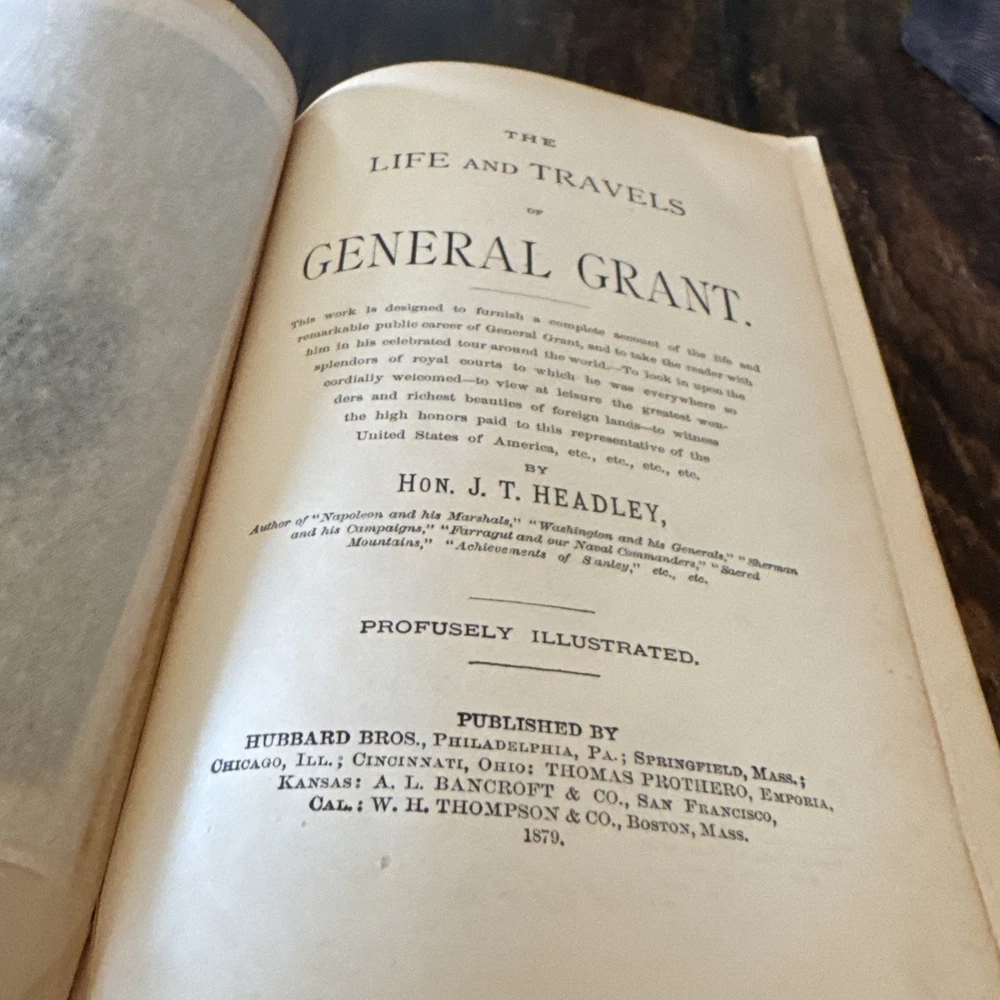 THE
LIFE AND TRAVELS
OF
GENERAL GRANT.
This work is designed to furnish a complete account of the life and
remarkable public career of General Grant, and to take the reader with
him in his celebrated tour around the world.—To look in upon the
splendors of royal courts to which he was everywhere so
cordially welcomed—to view at leisure the greatest won-
ders and richest beauties of foreign lands—to witness
the high honors paid to this representative of the
United States of America, etc., etc., etc., etc.
BY
HON. J. T. HEADLEY,
Author of "Napoleon and his Marshals," "Washington and his Generals," "Sherman
and his Campaigns," "Farragut and our Naval Commanders," "Sacred
Mountains," "Achievements of S anley," etc., etc.
PROFUSELY ILLUSTRATED.
PUBLISHED BY
HUBBARD BROS., PHILADELPHIA, PA.; SPRINGFIELD, MASS.;
CHICAGO, ILL.; CINCINNATI, OHIO: THOMAS PROTHERO, EMPORIA,
KANSAS: A. L. BANCROFT & CO., SAN FRANCISCO,
CAL.: W. H. THOMPSON & CO., BOSTON, MASS.
1879.